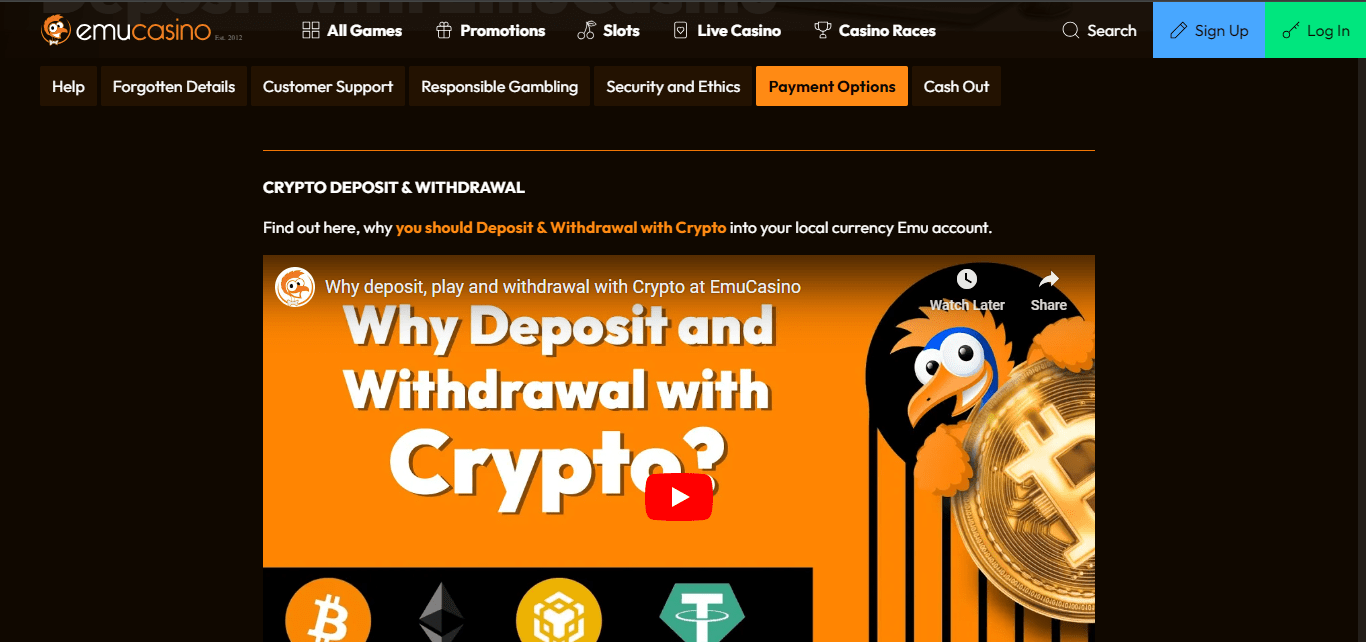 Deposit with EmuCasino
emucasino Est. 2012
All Games Promotions Slots Live Casino Casino Races Search Sign Up Log In
Help Forgotten Details Customer Support Responsible Gambling Security and Ethics Payment Options Cash Out
CRYPTO DEPOSIT & WITHDRAWAL
Find out here, why you should Deposit & Withdrawal with Crypto into your local currency Emu account.
Why deposit, play and withdrawal with Crypto at EmuCasino
Watch Later Share
Why Deposit and
Withdrawal with
Crypto?